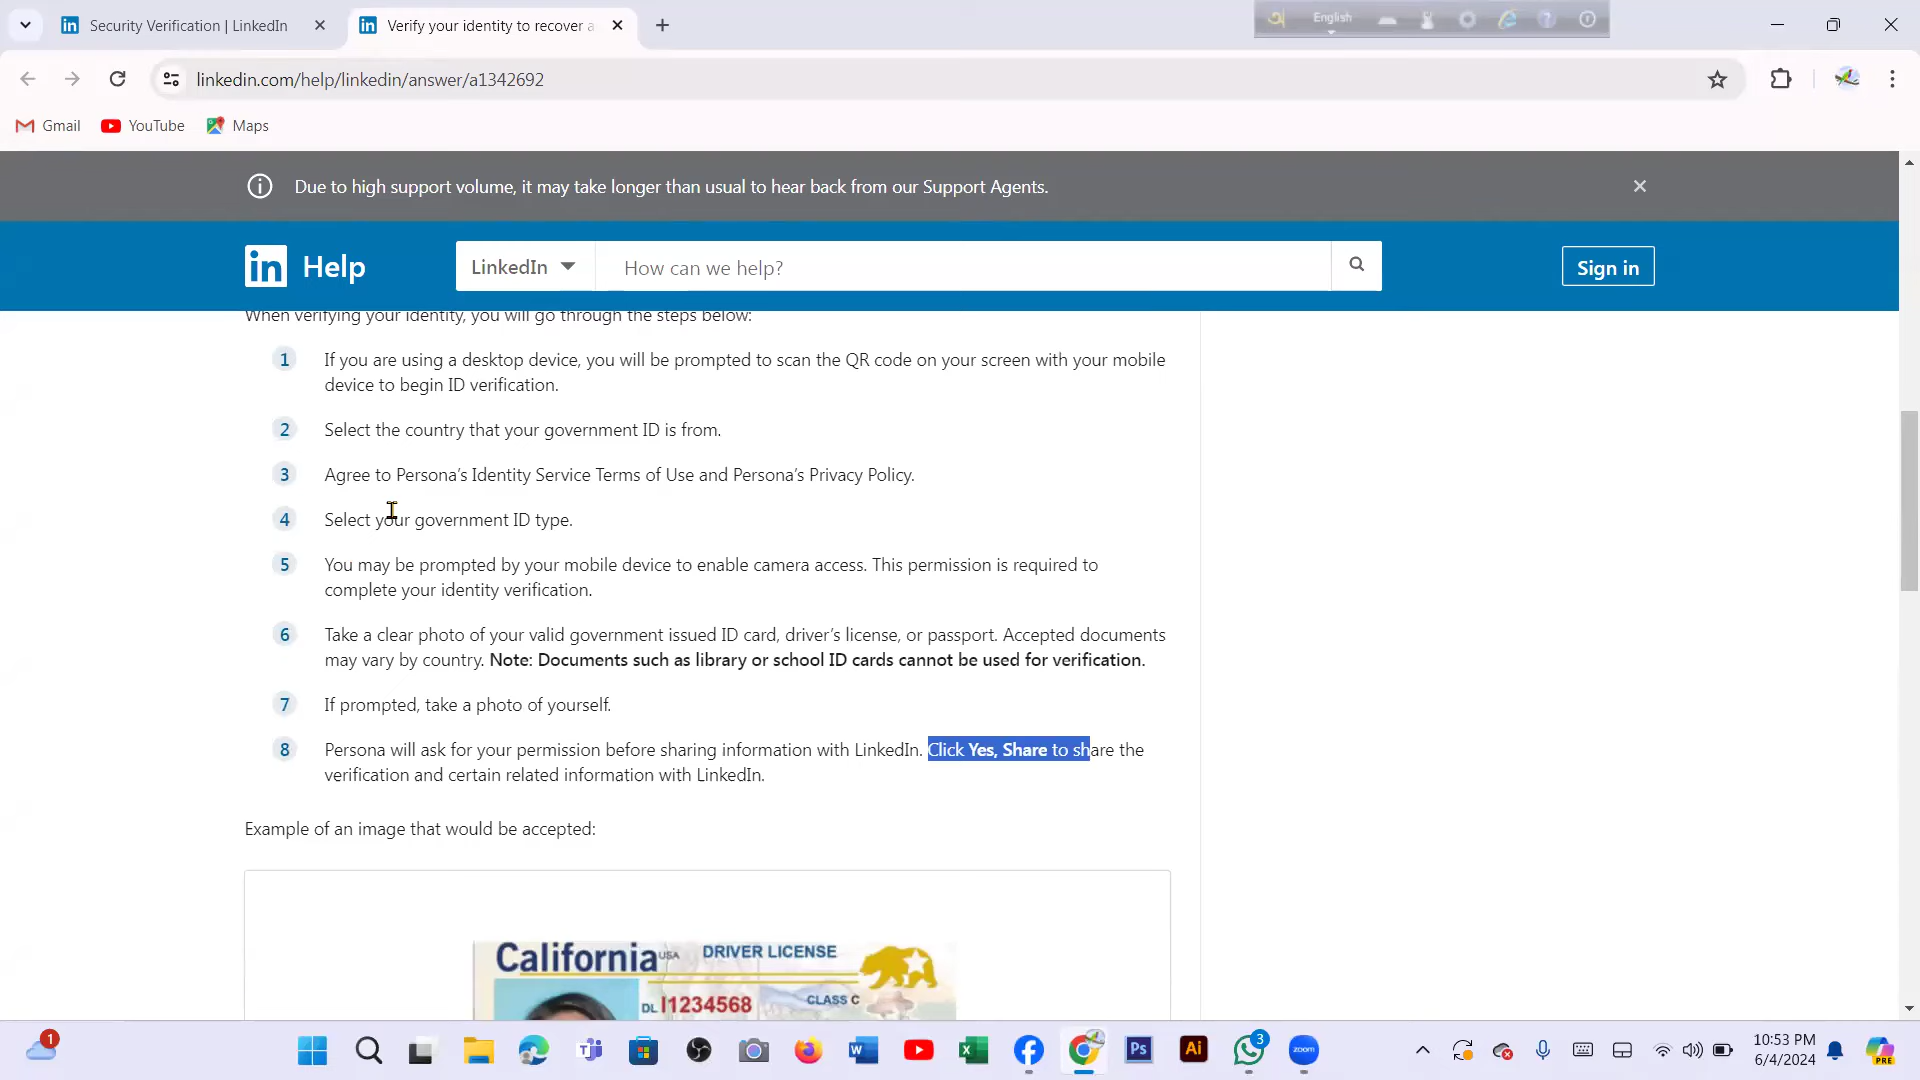 Security Verification | LinkedIn
Verify your identity to recover a
English
linkedin.com/help/linkedin/answer/a1342692
Gmail
YouTube
Maps
Due to high support volume, it may take longer than usual to hear back from our Support Agents.
in Help
LinkedIn
How can we help?
Sign in
When verifying your identity, you will go through the steps below:
1 If you are using a desktop device, you will be prompted to scan the QR code on your screen with your mobile
device to begin ID verification.
2 Select the country that your government ID is from.
3 Agree to Persona's Identity Service Terms of Use and Persona's Privacy Policy.
4 Select your government ID type.
5 You may be prompted by your mobile device to enable camera access. This permission is required to
complete your identity verification.
6 Take a clear photo of your valid government issued ID card, driver's license, or passport. Accepted documents
may vary by country. Note: Documents such as library or school ID cards cannot be used for verification.
7 If prompted, take a photo of yourself.
8 Persona will ask for your permission before sharing information with LinkedIn. Click Yes, Share to share the
verification and certain related information with LinkedIn.
Example of an image that would be accepted:
California USA DRIVER LICENSE
DL I1234568 CLASS C
1
Ps
Ai
3
zoom
10:53 PM
6/4/2024
PRE